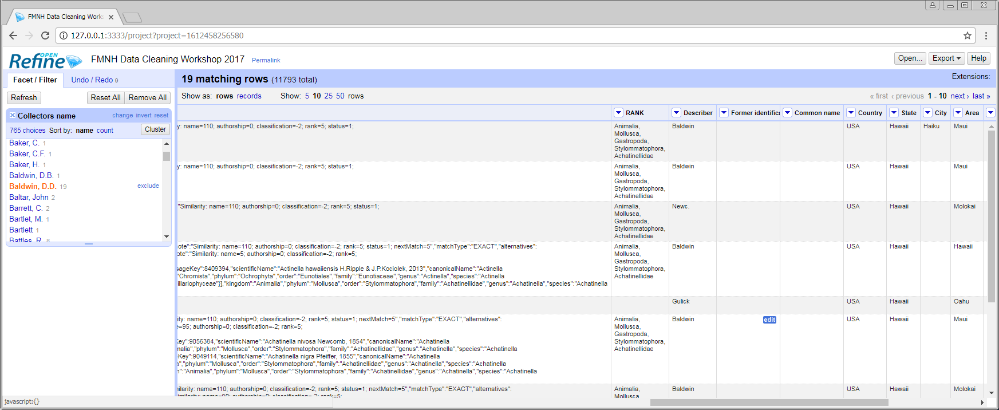 FMNH Data Cleaning Works
127.0.0.1:3333/project?project=1612458256580
OPEN
Refine FMNH Data Cleaning Workshop 2017 Permalink
Open... Export Help
Facet / Filter Undo / Redo 9
19 matching rows (11793 total)
Extensions:
Refresh Reset All Remove All
Show as: rows records Show: 5 10 25 50 rows
« first ‹ previous 1 - 10 next › last »
Collectors name change invert reset
765 choices Sort by: name count Cluster
Baker, C. 1
Baker, C.F. 1
Baker, H. 1
Baldwin, D.B. 1
Baldwin, D.D. 19 exclude
Baltar, John 2
Barrett, C. 2
Bartlet, M. 1
Bartlett 1
Battles, R. 8
RANK Describer Former identifica Common name Country State City Area
y: name=110; authorship=0; classification=-2; rank=5; status=1;
Animalia,
Mollusca,
Gastropoda,
Stylommatophora,
Achatinellidae
Baldwin USA Hawaii Haiku Maui
y: name=110; authorship=0; classification=-2; rank=5; status=1;
Animalia,
Mollusca,
Gastropoda,
Stylommatophora,
Achatinellidae
Baldwin USA Hawaii Maui
"Similarity: name=110; authorship=0; classification=-2; rank=5; status=1;
Animalia,
Mollusca,
Gastropoda,
Stylommatophora,
Achatinellidae
Newc. USA Hawaii Molokai
note":"Similarity: name=110; authorship=0; classification=-2; rank=5; status=1; nextMatch=5","matchType":"EXACT","alternatives":
ote":"Similarity: name=5; authorship=0; classification=-2; rank=5;
sageKey":8409394,"scientificName":"Actinella hawaiiensis H.Ripple & J.P.Kociolek, 2013","canonicalName":"Actinella
"Chromista","phylum":"Ochrophyta","order":"Eunotiales","family":"Eunotiaceae","genus":"Actinella","species":"Actinella
illariophyceae"}],"kingdom":"Animalia","phylum":"Mollusca","order":"Stylommatophora","family":"Achatinellidae","genus":"Achatinella","species":"Achatinella
Animalia,
Mollusca,
Gastropoda,
Stylommatophora,
Achatinellidae
Baldwin USA Hawaii Hawaii
Gulick USA Hawaii Oahu
ity: name=110; authorship=0; classification=-2; rank=5; status=1; nextMatch=5","matchType":"EXACT","alternatives":
e=95; authorship=0; classification=-2; rank=5;
Key":9056384,"scientificName":"Achatinella nivosa Newcomb, 1854","canonicalName":"Achatinella
malia","phylum":"Mollusca","order":"Stylommatophora","family":"Achatinellidae","genus":"Achatinella","species":"Achatinella
eKey":9049114,"scientificName":"Achatinella nigra Pfeiffer, 1855","canonicalName":"Achatinella
a","phylum":"Mollusca","order":"Stylommatophora","family":"Achatinellidae","genus":"Achatinella","species":"Achatinella
m":"Animalia","phylum":"Mollusca","order":"Stylommatophora","family":"Achatinellidae","genus":"Achatinella","species":"Achatinella
Animalia,
Mollusca,
Gastropoda,
Stylommatophora,
Achatinellidae
Baldwin edit USA Hawaii Maui
nilarity: name=110; authorship=0; classification=-2; rank=5; status=1; nextMatch=5","matchType":"EXACT","alternatives":
imilarity: name=90; authorship=0; classification=-2; rank=5;
Animalia,
Mollusca,
Baldwin USA Hawaii Molokai
javascript:{}